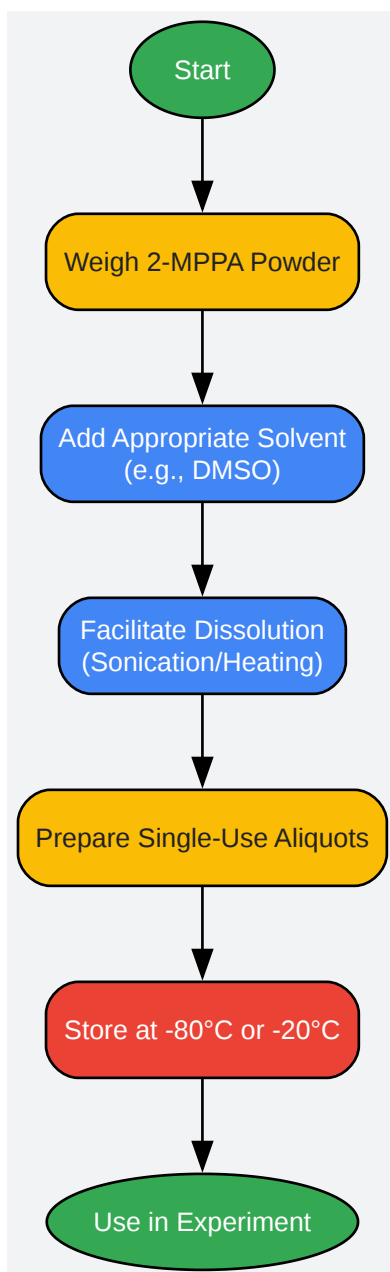 Start
Weigh 2-MPPA Powder
Add Appropriate Solvent
(e.g., DMSO)
Facilitate Dissolution
(Sonication/Heating)
Prepare Single-Use Aliquots
Store at -80°C or -20°C
Use in Experiment